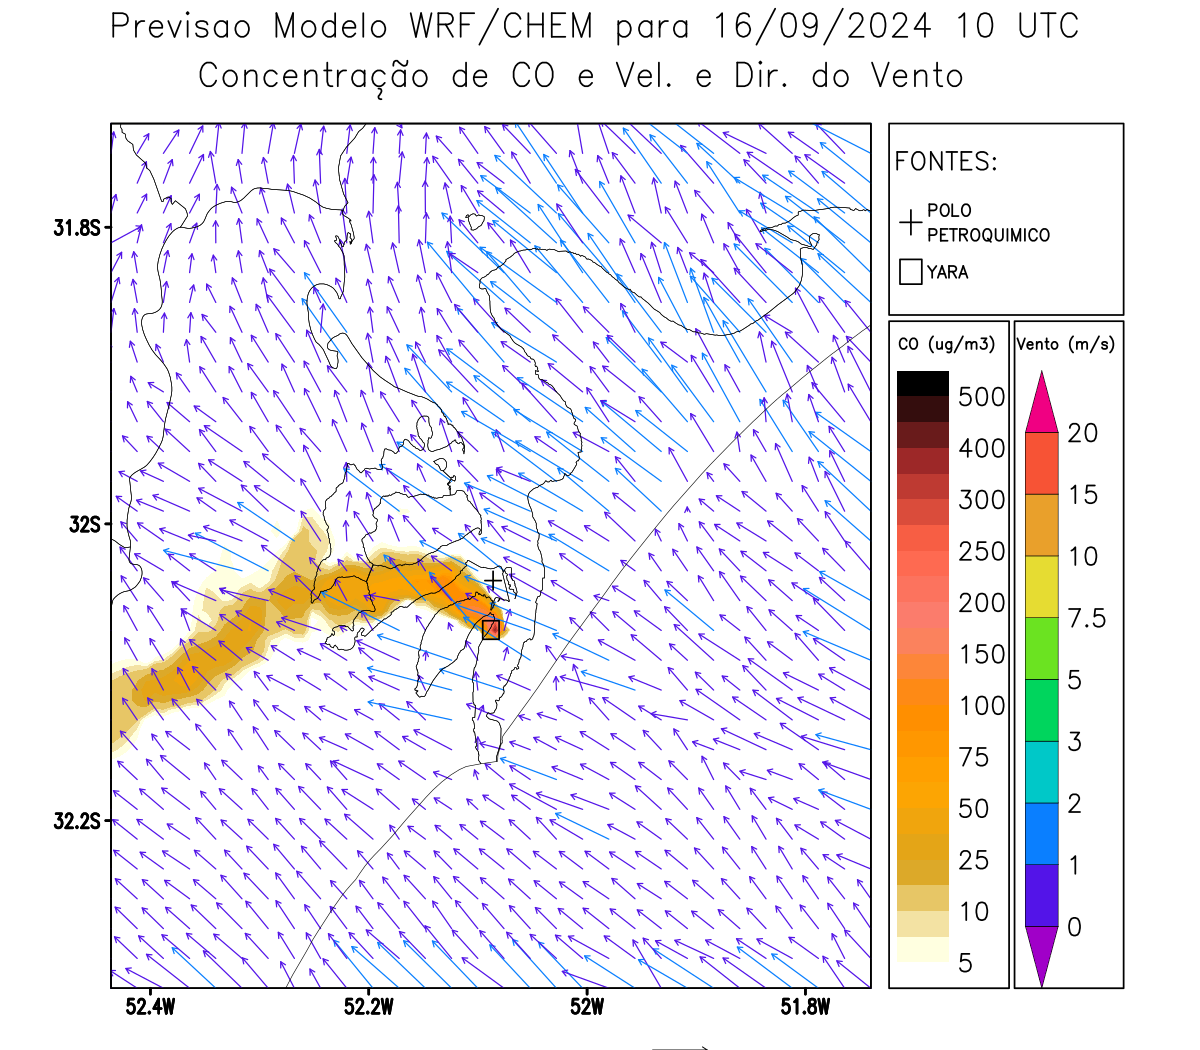 Previsao Modelo WRF/CHEM para 16/09/2024 10 UTC
Concentração de CO e Vel. e Dir. do Vento
FONTES:
POLO
PETROQUIMICO
YARA
CO (ug/m3)
500
400
300
250
200
150
100
75
50
25
10
5
Vento (m/s)
20
15
10
7.5
5
3
2
1
0
31.8S
32S
32.2S
52.4W
52.2W
52W
51.8W